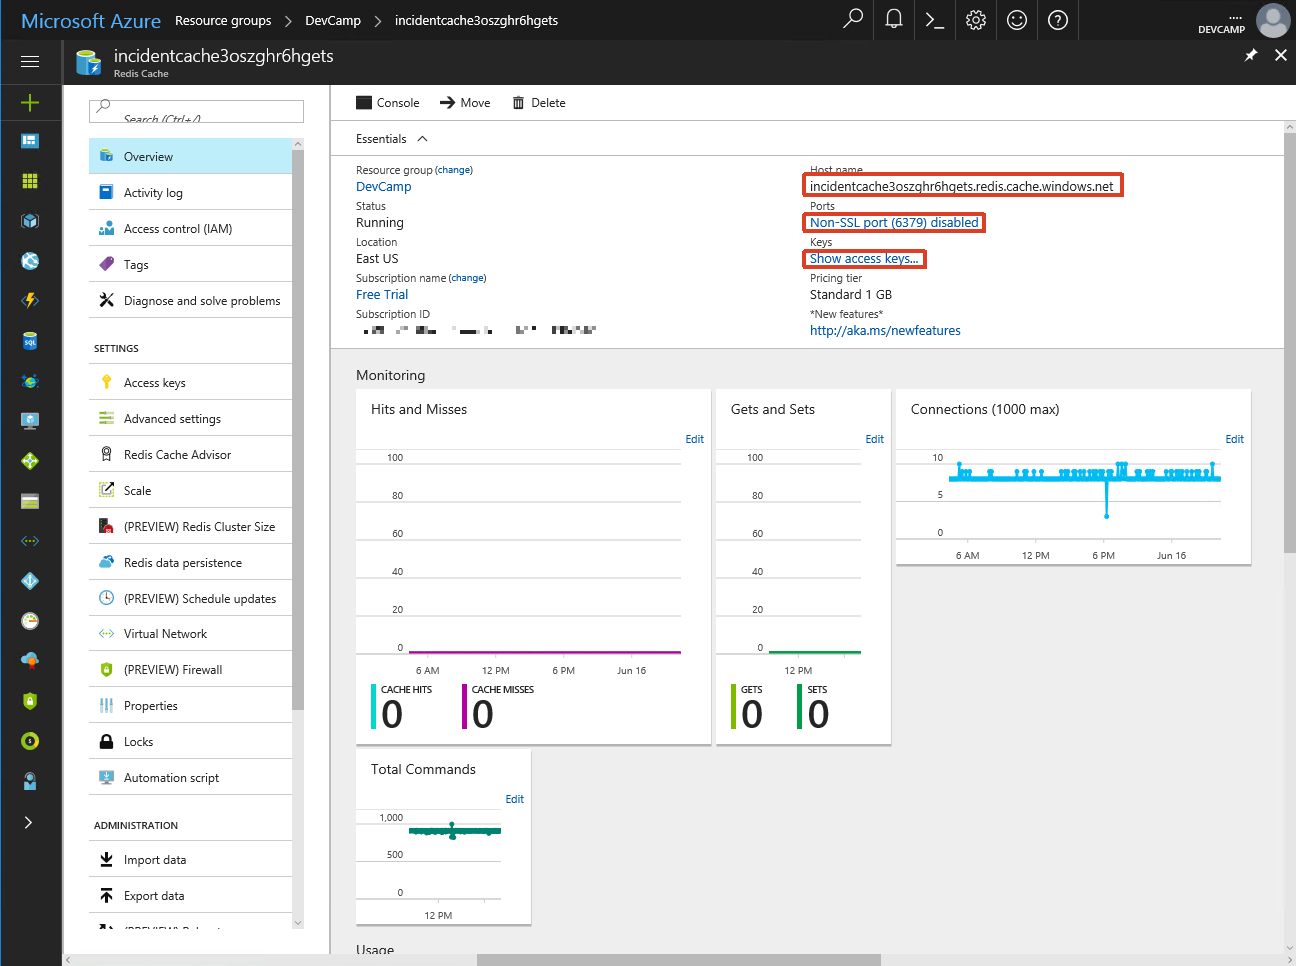 Microsoft Azure Resource groups > DevCamp > incidentcache3oszghr6hgets
....
DEVCAMP
incidentcache3oszghr6hgets
Redis Cache
Search (Ctrl+/)
Overview
Activity log
Access control (IAM)
Tags
Diagnose and solve problems
SETTINGS
Access keys
Advanced settings
Redis Cache Advisor
Scale
(PREVIEW) Redis Cluster Size
Redis data persistence
(PREVIEW) Schedule updates
Virtual Network
(PREVIEW) Firewall
Properties
Locks
Automation script
ADMINISTRATION
Import data
Export data
(PREVIEW)
Console Move Delete
Essentials
Resource group (change)
DevCamp
Status
Running
Location
East US
Subscription name (change)
Free Trial
Subscription ID
Host name
incidentcache3oszghr6hgets.redis.cache.windows.net
Ports
Non-SSL port (6379) disabled
Keys
Show access keys...
Pricing tier
Standard 1 GB
*New features*
http://aka.ms/newfeatures
Monitoring
Hits and Misses
Edit
100
80
60
40
20
0
6 AM 12 PM 6 PM Jun 16
CACHE HITS
0
CACHE MISSES
0
Gets and Sets
Edit
100
80
60
40
20
0
12 PM
GETS
0
SETS
0
Connections (1000 max)
Edit
10
5
0
6 AM 12 PM 6 PM Jun 16
Total Commands
Edit
1,000
500
0
12 PM
Usage